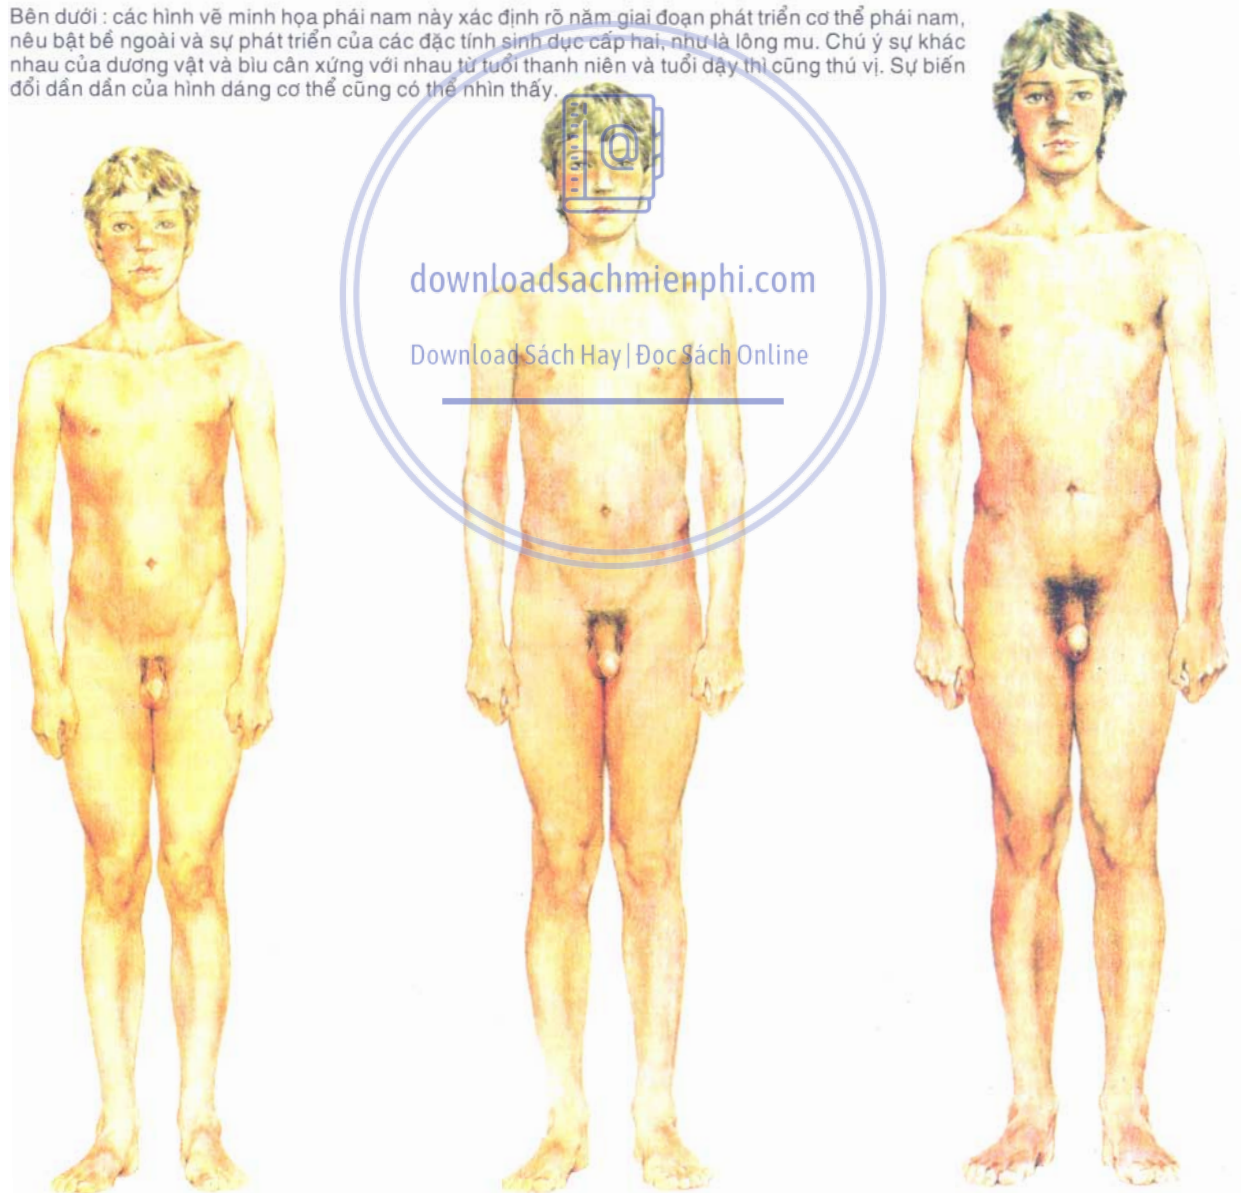 Bên dưới : các hình vẽ minh họa phái nam này xác định rõ năm giai đoạn phát triển cơ thể phái nam,
nêu bật bề ngoài và sự phát triển của các đặc tính sinh dục cấp hai, như là lông mu. Chú ý sự khác
nhau của dương vật và bìu cân xứng với nhau từ tuổi thanh niên và tuổi dậy thì cũng thú vị. Sự biến
đổi dần dần của hình dáng cơ thể cũng có thể nhìn thấy.
downloadsachmienphi.com
Download Sách Hay | Đọc Sách Online